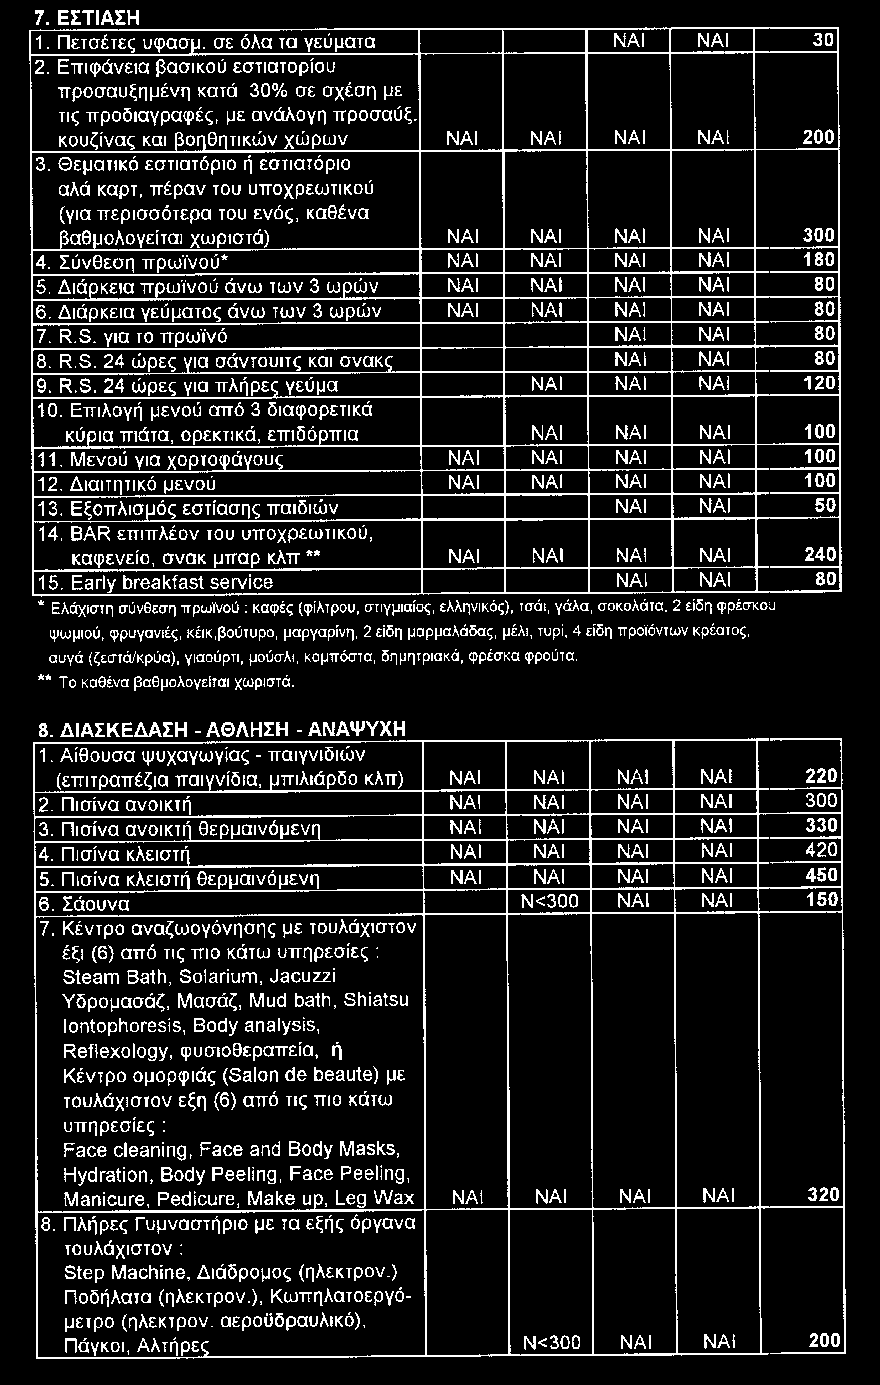 7. ΕΣΤΙΑΣΗ
1. Πετσέτες υφασμ. σε όλα τα γεύματα ΝΑΙ ΝΑΙ 30
2. Επιφάνεια βασικού εστιατορίου
προσαυξημένη κατά 30% σε σχέση με
τις προδιαγραφές, με ανάλογη προσαύξ.
κουζίνας και βοηθητικών χώρων ΝΑΙ ΝΑΙ ΝΑΙ ΝΑΙ 200
3. Θεματικό εστιατόριο ή εστιατόριο
αλά καρτ, πέραν του υποχρεωτικού
(για περισσότερα του ενός, καθένα
βαθμολογείται χωριστά) ΝΑΙ ΝΑΙ ΝΑΙ ΝΑΙ 300
4. Σύνθεση πρωϊνού* ΝΑΙ ΝΑΙ ΝΑΙ ΝΑΙ 180
5. Διάρκεια πρωϊνού άνω των 3 ωρών ΝΑΙ ΝΑΙ ΝΑΙ ΝΑΙ 80
6. Διάρκεια γεύματος άνω των 3 ωρών ΝΑΙ ΝΑΙ ΝΑΙ ΝΑΙ 80
7. R.S. για το πρωϊνό ΝΑΙ ΝΑΙ 80
8. R.S. 24 ώρες για σάντουιτς και σνακς ΝΑΙ ΝΑΙ 80
9. R.S. 24 ώρες για πλήρες γεύμα ΝΑΙ ΝΑΙ ΝΑΙ 120
10. Επιλογή μενού από 3 διαφορετικά
κύρια πιάτα, ορεκτικά, επιδόρπια ΝΑΙ ΝΑΙ ΝΑΙ 100
11. Μενού για χορτοφάγους ΝΑΙ ΝΑΙ ΝΑΙ ΝΑΙ 100
12. Διαιτητικό μενού ΝΑΙ ΝΑΙ ΝΑΙ ΝΑΙ 100
13. Εξοπλισμός εστίασης παιδιών ΝΑΙ ΝΑΙ 50
14. BAR επιπλέον του υποχρεωτικού,
καφενείο, σνακ μπαρ κλπ ** ΝΑΙ ΝΑΙ ΝΑΙ ΝΑΙ 240
15. Early breakfast service ΝΑΙ ΝΑΙ 80
* Ελάχιστη σύνθεση πρωϊνού : καφές (φίλτρου, στιγμιαίος, ελληνικός), τσάι, γάλα, σοκολάτα, 2 είδη φρέσκου
ψωμιού, φρυγανιές, κέικ,βούτυρο, μαργαρίνη, 2 είδη μαρμαλάδας, μέλι, τυρί, 4 είδη προϊόντων κρέατος,
αυγά (ζεστά/κρύα), γιαούρτι, μούσλι, κομπόστα, δημητριακά, φρέσκα φρούτα.
** Το καθένα βαθμολογείται χωριστά.
8. ΔΙΑΣΚΕΔΑΣΗ - ΑΘΛΗΣΗ - ΑΝΑΨΥΧΗ
1. Αίθουσα ψυχαγωγίας - παιγνιδιών
(επιτραπέζια παιγνίδια, μπιλιάρδο κλπ) ΝΑΙ ΝΑΙ ΝΑΙ ΝΑΙ 220
2. Πισίνα ανοικτή ΝΑΙ ΝΑΙ ΝΑΙ ΝΑΙ 300
3. Πισίνα ανοικτή θερμαινόμενη ΝΑΙ ΝΑΙ ΝΑΙ ΝΑΙ 330
4. Πισίνα κλειστή ΝΑΙ ΝΑΙ ΝΑΙ ΝΑΙ 420
5. Πισίνα κλειστή θερμαινόμενη ΝΑΙ ΝΑΙ ΝΑΙ ΝΑΙ 450
6. Σάουνα Ν<300 ΝΑΙ ΝΑΙ 150
7. Κέντρο αναζωογόνησης με τουλάχιστον
έξι (6) από τις πιο κάτω υπηρεσίες :
Steam Bath, Solarium, Jacuzzi
Υδρομασάζ, Μασάζ, Mud bath, Shiatsu
Iontophoresis, Body analysis,
Reflexology, φυσιοθεραπεία, ή
Κέντρο ομορφιάς (Salon de beaute) με
τουλάχιστον εξη (6) από τις πιο κάτω
υπηρεσίες :
Face cleaning, Face and Body Masks,
Hydration, Body Peeling, Face Peeling,
Manicure, Pedicure, Make up, Leg Wax ΝΑΙ ΝΑΙ ΝΑΙ ΝΑΙ 320
8. Πλήρες Γυμναστήριο με τα εξής όργανα
τουλάχιστον :
Step Machine, Διάδρομος (ηλεκτρον.)
Ποδήλατα (ηλεκτρον.), Κωπηλατοεργό-
μετρο (ηλεκτρον. αεροϋδραυλικό),
Πάγκοι, Αλτήρες Ν<300 ΝΑΙ ΝΑΙ 200